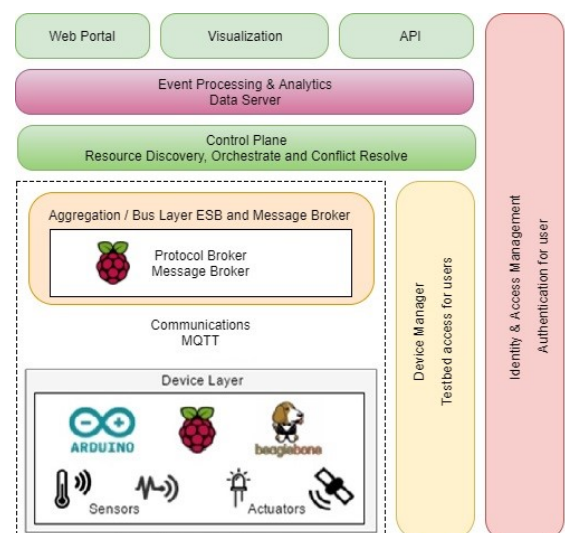 Web Portal
Visualization
API
Event Processing & Analytics
Data Server
Control Plane
Resource Discovery, Orchestrate and Conflict Resolve
Aggregation / Bus Layer ESB and Message Broker
Protocol Broker
Message Broker
Communications
MQTT
Device Layer
ARDUINO
beaglebone
Sensors
Actuators
Device Manager
Testbed access for users
Identity & Access Management
Authentication for user